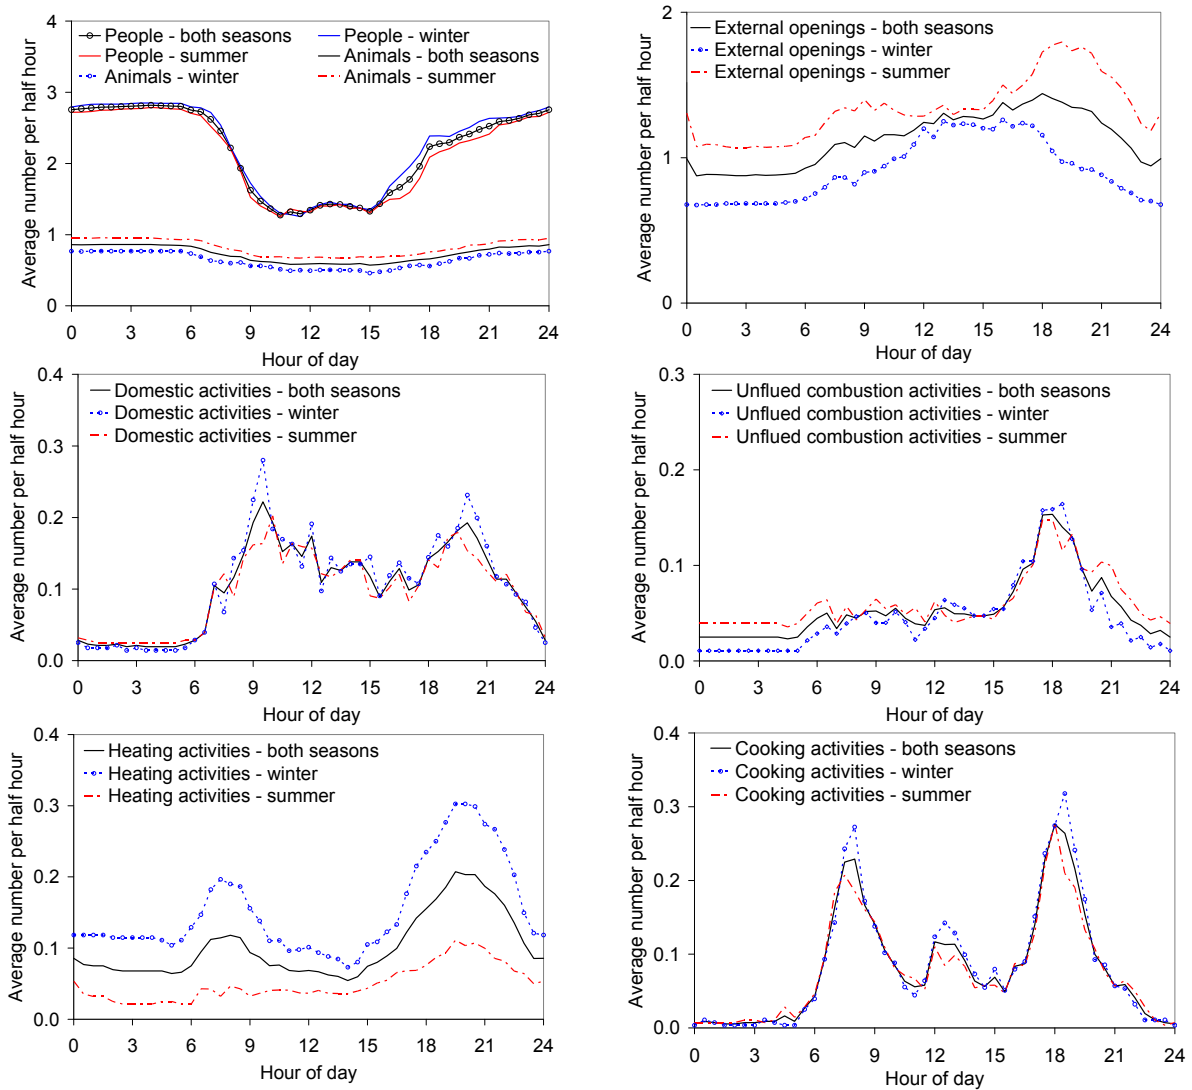 Average number per half hour
4
3
2
1
0
People - both seasons
People - winter
People - summer
Animals - both seasons
Animals - winter
Animals - summer
0 3 6 9 12 15 18 21 24
Hour of day
Average number per half hour
2
1
0
External openings - both seasons
External openings - winter
External openings - summer
0 3 6 9 12 15 18 21 24
Hour of day
Average number per half hour
0.4
0.3
0.2
0.1
0.0
Domestic activities - both seasons
Domestic activities - winter
Domestic activities - summer
0 3 6 9 12 15 18 21 24
Hour of day
Average number per half hour
0.3
0.2
0.1
0.0
Unflued combustion activities - both seasons
Unflued combustion activities - winter
Unflued combustion activities - summer
0 3 6 9 12 15 18 21 24
Hour of day
Average number per half hour
0.4
0.3
0.2
0.1
0.0
Heating activities - both seasons
Heating activities - winter
Heating activities - summer
0 3 6 9 12 15 18 21 24
Hour of day
Average number per half hour
0.4
0.3
0.2
0.1
0.0
Cooking activities - both seasons
Cooking activities - winter
Cooking activities - summer
0 3 6 9 12 15 18 21 24
Hour of day